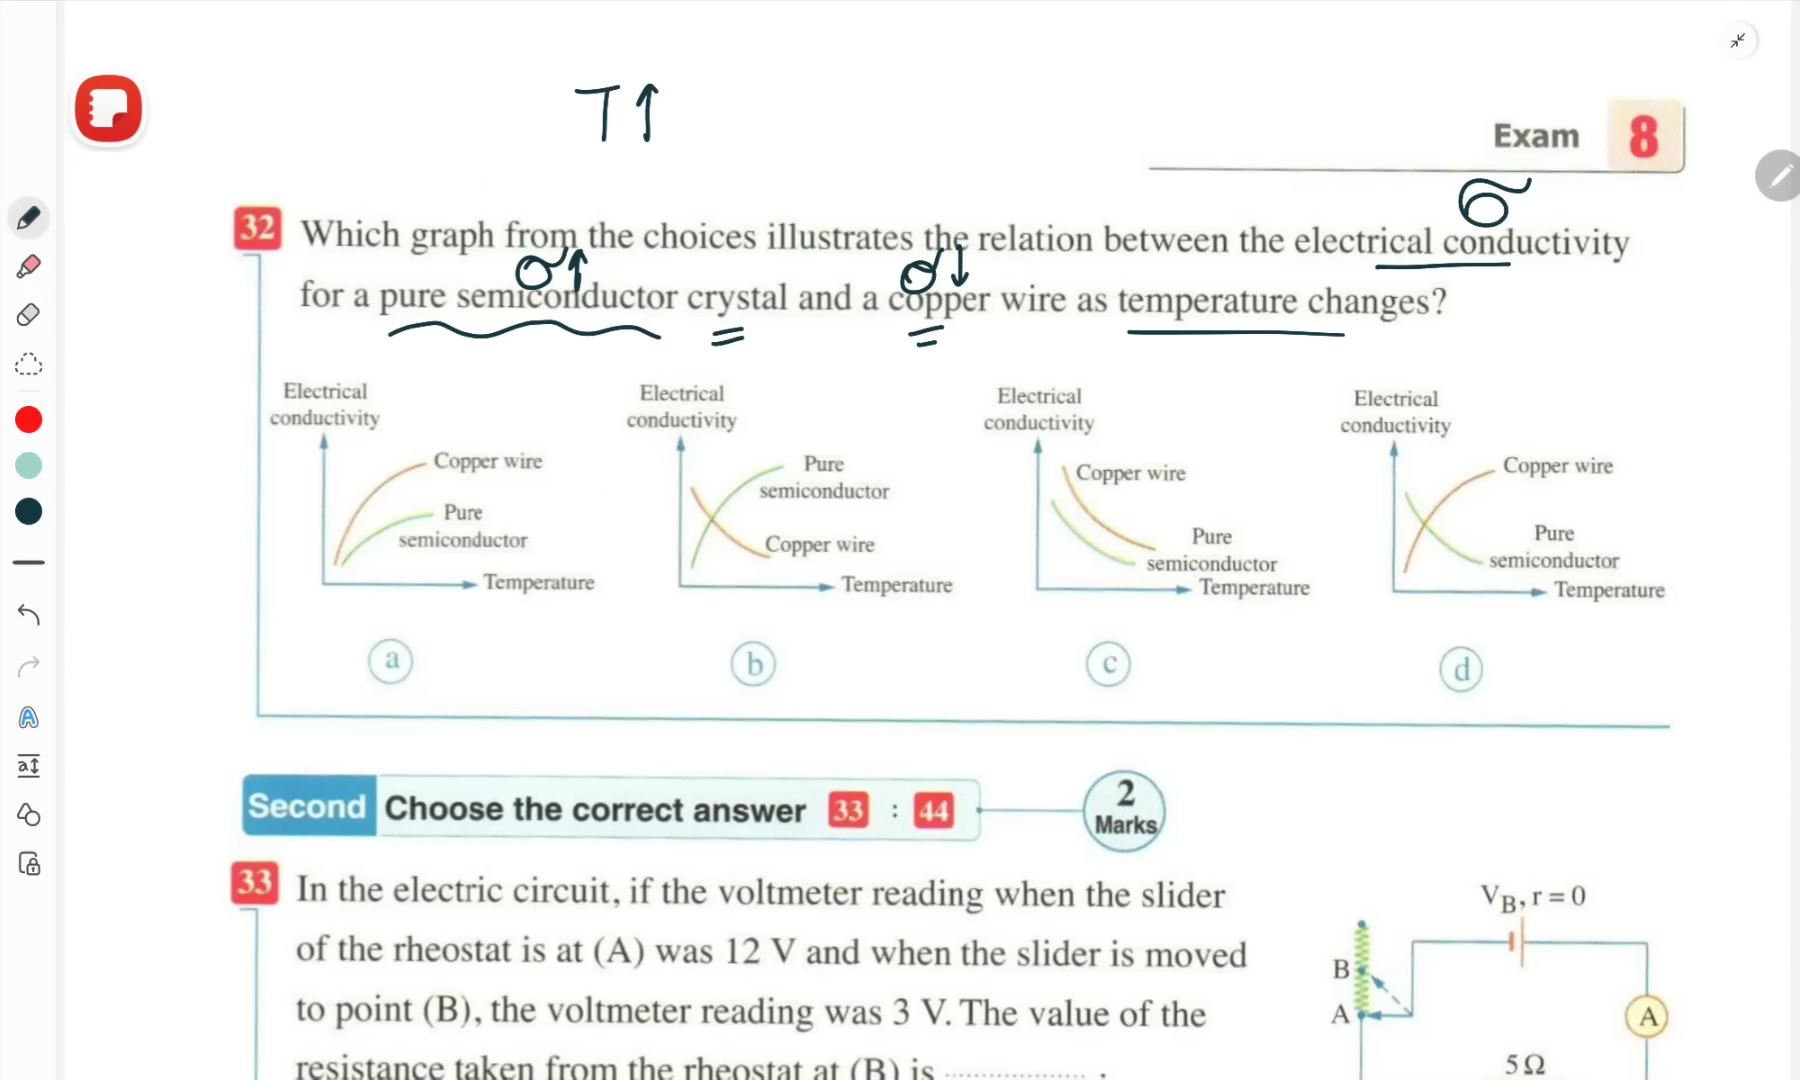 T↑
Exam 8
σ
32 Which graph from the choices illustrates the relation between the electrical conductivity
σ↑ σ↓
for a pure semiconductor crystal and a copper wire as temperature changes?
Electrical
conductivity
Copper wire
Pure
semiconductor
Temperature
a
Electrical
conductivity
Pure
semiconductor
Copper wire
Temperature
b
Electrical
conductivity
Copper wire
Pure
semiconductor
Temperature
c
Electrical
conductivity
Copper wire
Pure
semiconductor
Temperature
d
Second Choose the correct answer 33 : 44
2
Marks
33 In the electric circuit, if the voltmeter reading when the slider
of the rheostat is at (A) was 12 V and when the slider is moved
to point (B), the voltmeter reading was 3 V. The value of the
resistance taken from the rheostat at (B) is .................. .
VB, r = 0
B
A
A
5 Ω